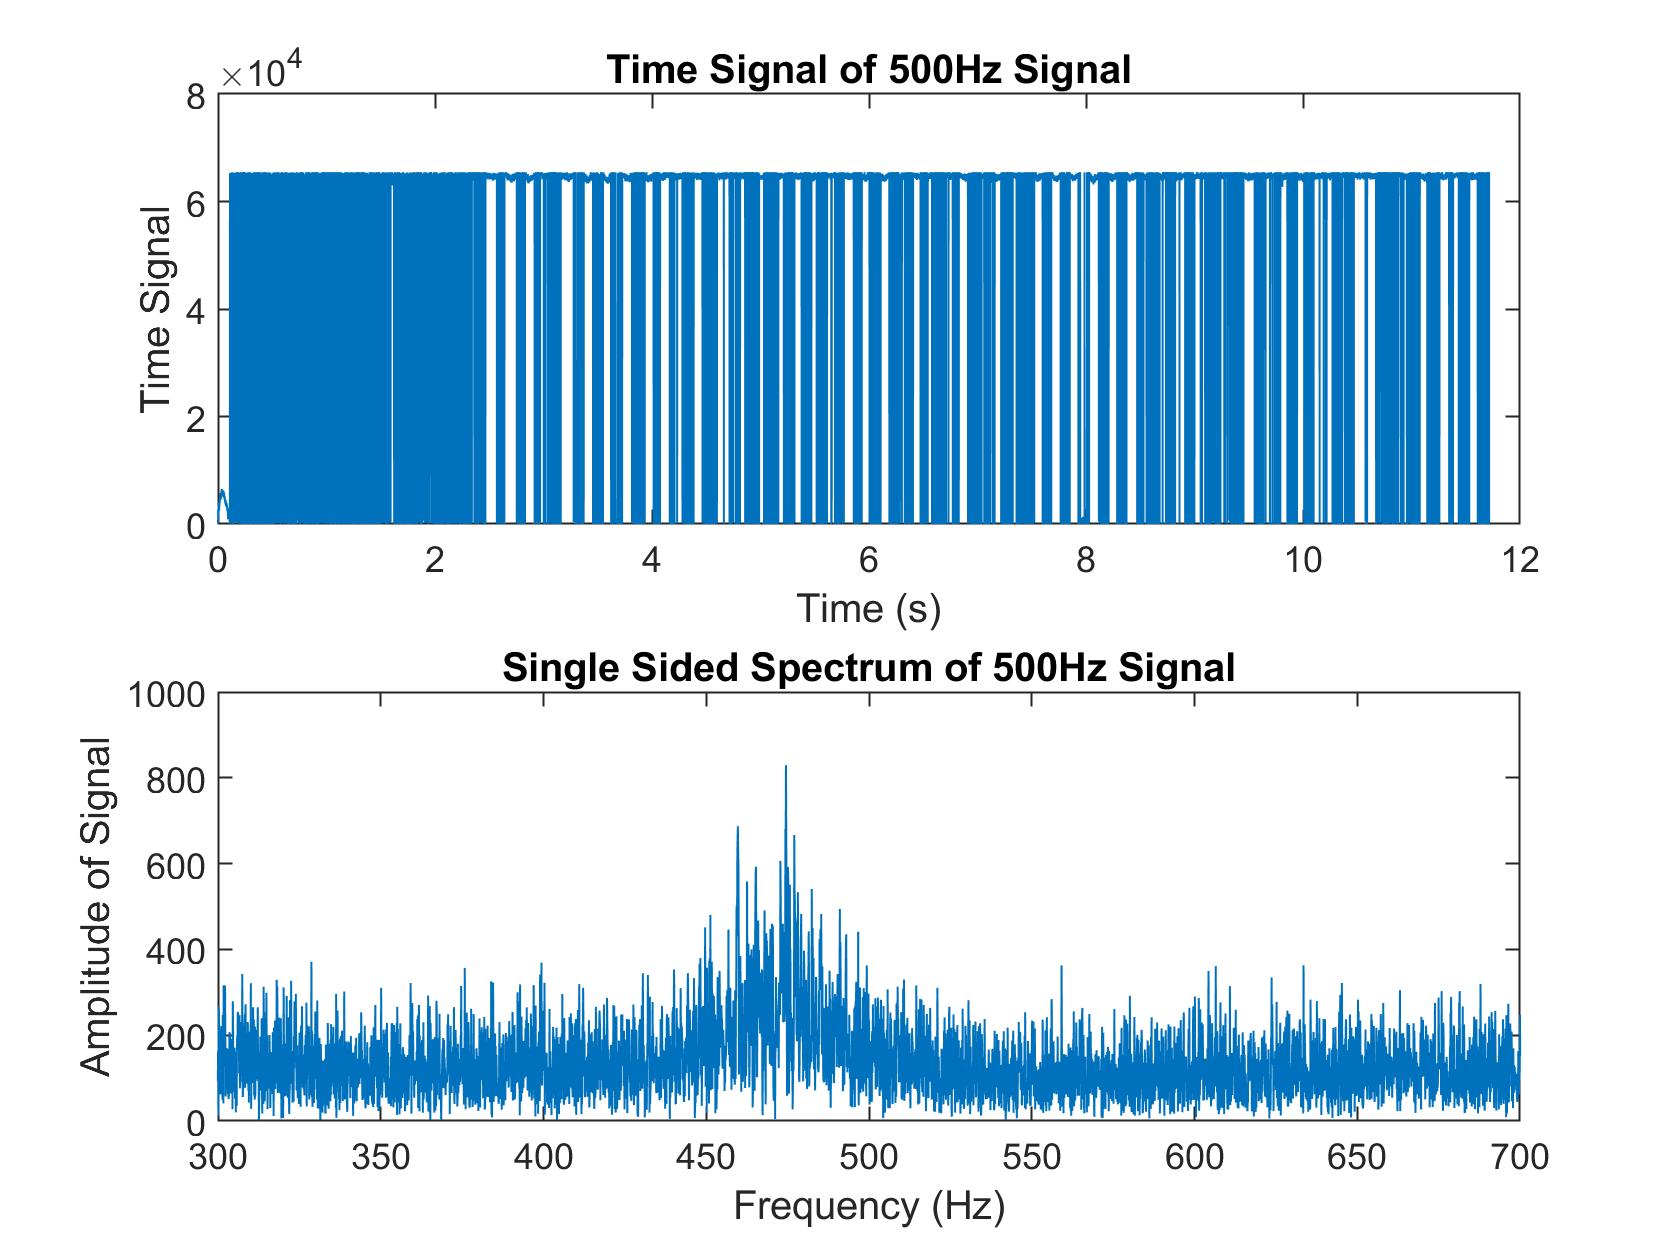 ×10⁴
Time Signal of 500Hz Signal
8
6
4
2
0
Time Signal
0 2 4 6 8 10 12
Time (s)
Single Sided Spectrum of 500Hz Signal
1000
800
600
400
200
0
Amplitude of Signal
300 350 400 450 500 550 600 650 700
Frequency (Hz)